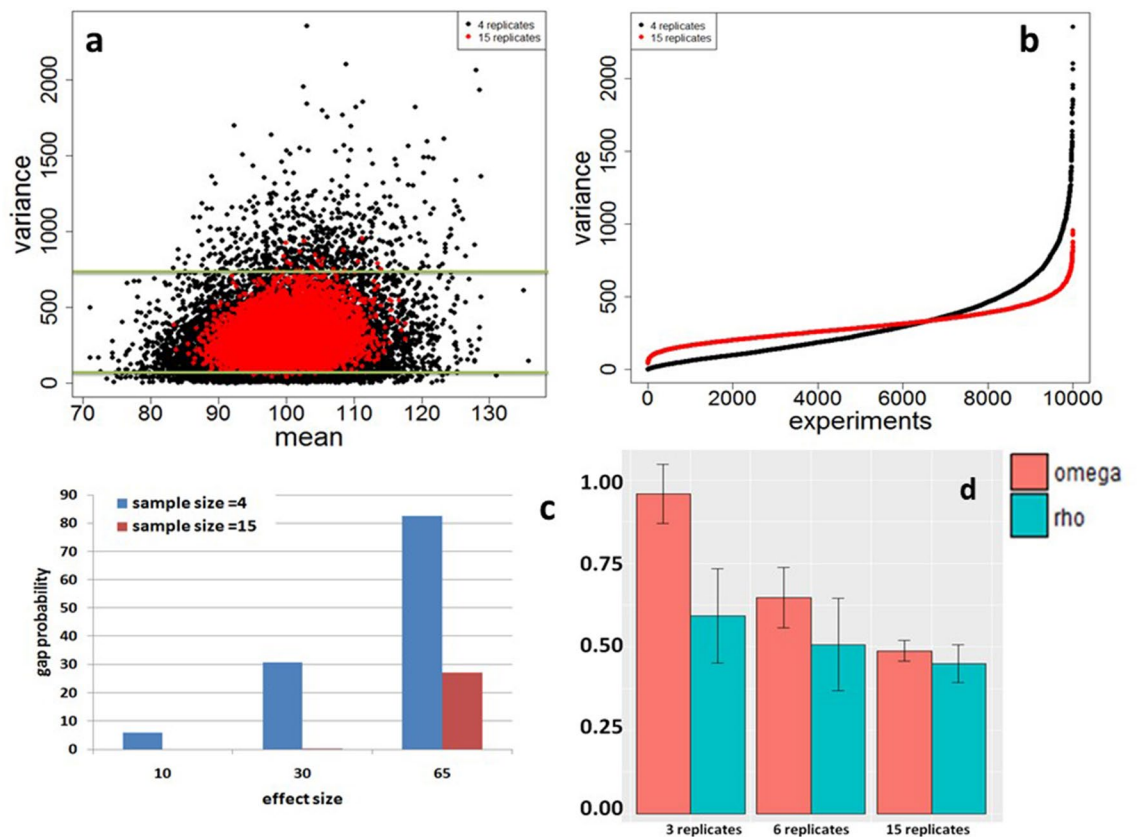 a
4 replicates
15 replicates
variance
2000
1500
1000
500
0
70 80 90 100 110 120 130
mean
b
4 replicates
15 replicates
variance
2000
1500
1000
500
0
0 2000 4000 6000 8000 10000
experiments
c
sample size =4
sample size =15
gap probability
90
80
70
60
50
40
30
20
10
0
10 30 65
effect size
d
omega
rho
1.00
0.75
0.50
0.25
0.00
3 replicates 6 replicates 15 replicates